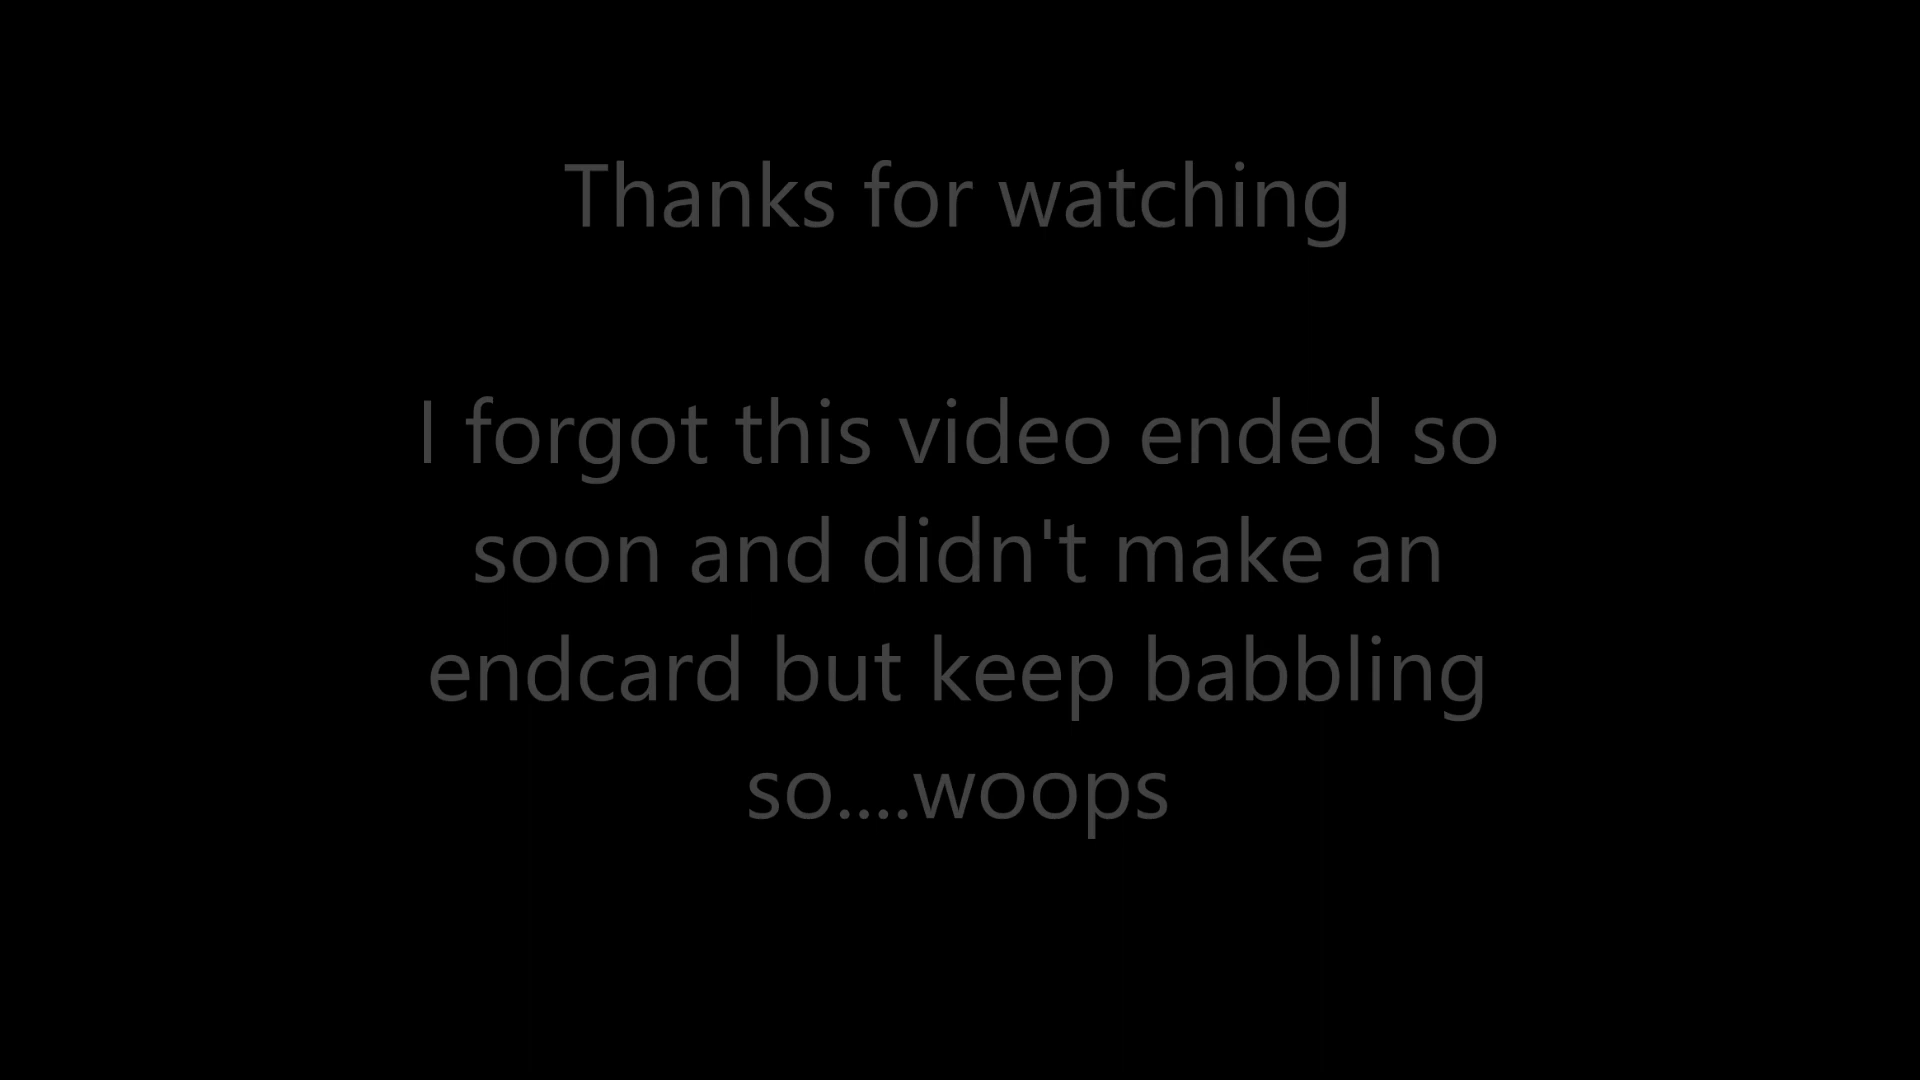 Thanks for watching
I forgot this video ended so
soon and didn't make an
endcard but keep babbling
so....woops